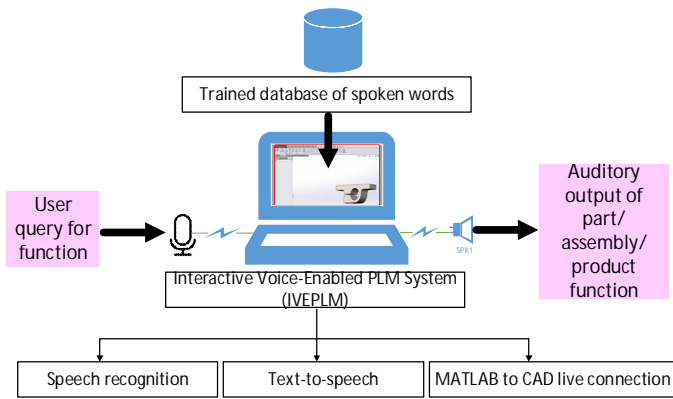 Trained database of spoken words
User
query for
function
SPK1
Auditory
output of
part/
assembly/
product
function
Interactive Voice-Enabled PLM System
(IVEPLM)
Speech recognition
Text-to-speech
MATLAB to CAD live connection